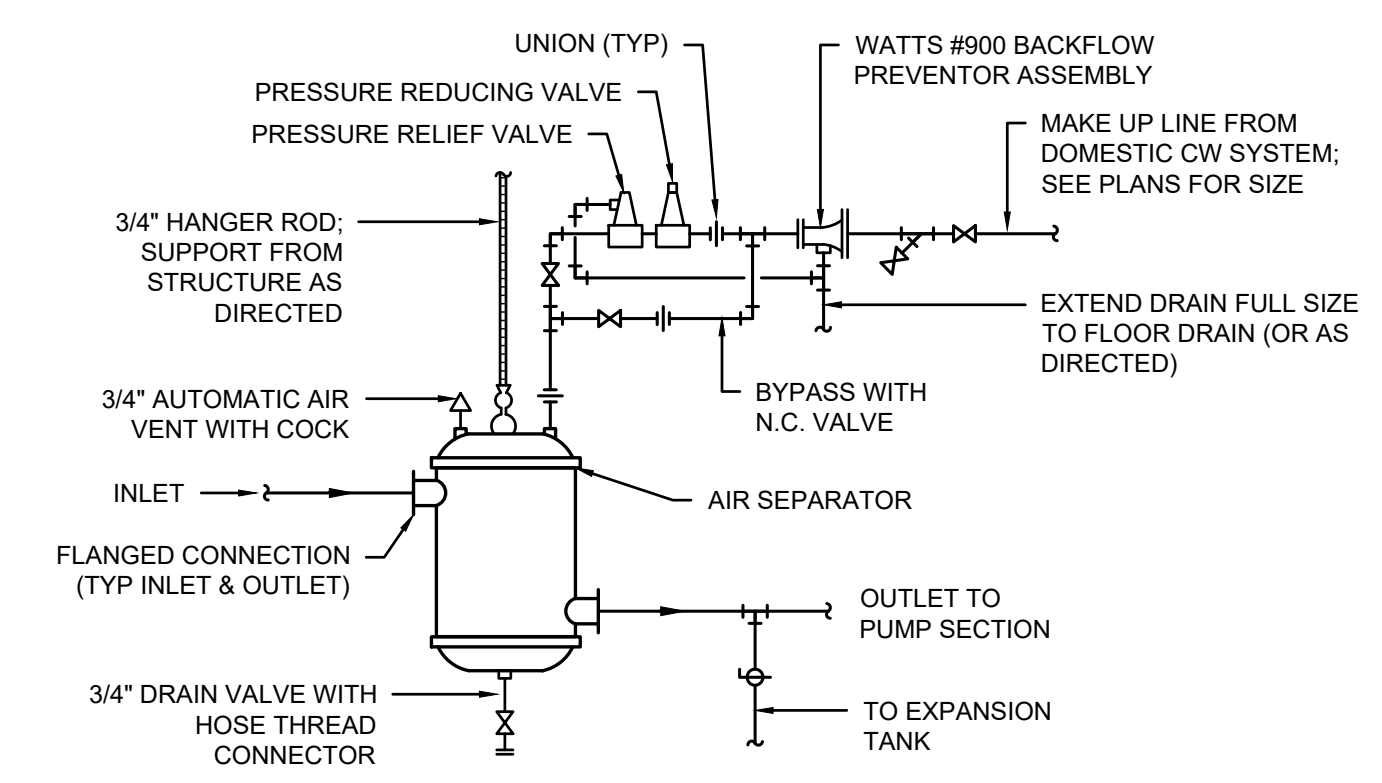 UNION (TYP)
WATTS #900 BACKFLOW
PREVENTOR ASSEMBLY
PRESSURE REDUCING VALVE
PRESSURE RELIEF VALVE
MAKE UP LINE FROM
DOMESTIC CW SYSTEM;
SEE PLANS FOR SIZE
3/4" HANGER ROD;
SUPPORT FROM
STRUCTURE AS
DIRECTED
EXTEND DRAIN FULL SIZE
TO FLOOR DRAIN (OR AS
DIRECTED)
3/4" AUTOMATIC AIR
VENT WITH COCK
BYPASS WITH
N.C. VALVE
INLET
AIR SEPARATOR
FLANGED CONNECTION
(TYP INLET & OUTLET)
OUTLET TO
PUMP SECTION
3/4" DRAIN VALVE WITH
HOSE THREAD
CONNECTOR
TO EXPANSION
TANK